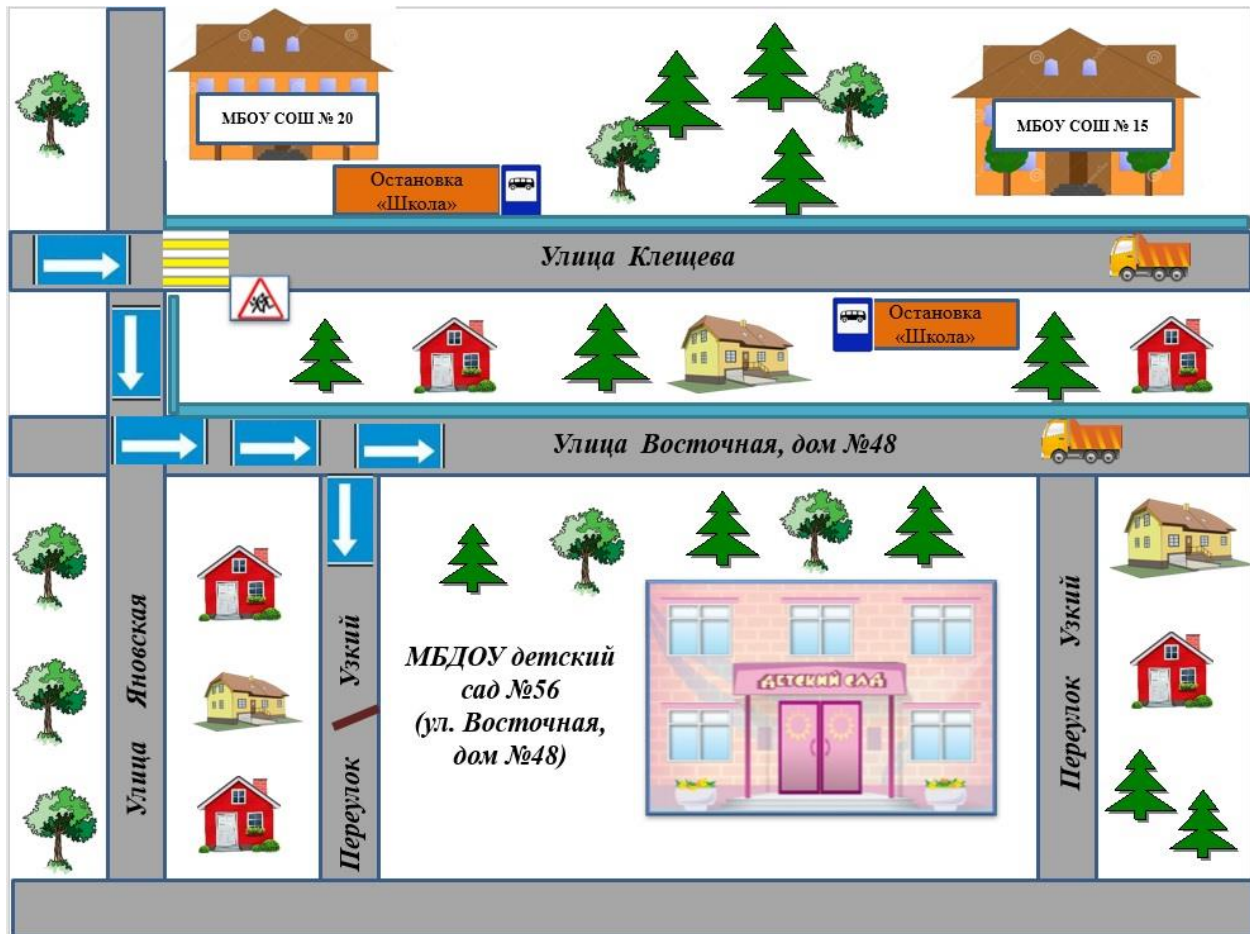 МБОУ СОШ № 20
МБОУ СОШ № 15
Остановка
«Школа»
Улица Клещева
Остановка
«Школа»
Улица Восточная, дом №48
Улица Яновская
Переулок Узкий
МБДОУ детский
сад №56
(ул. Восточная,
дом №48)
ДЕТСКИЙ САД
Переулок Узкий